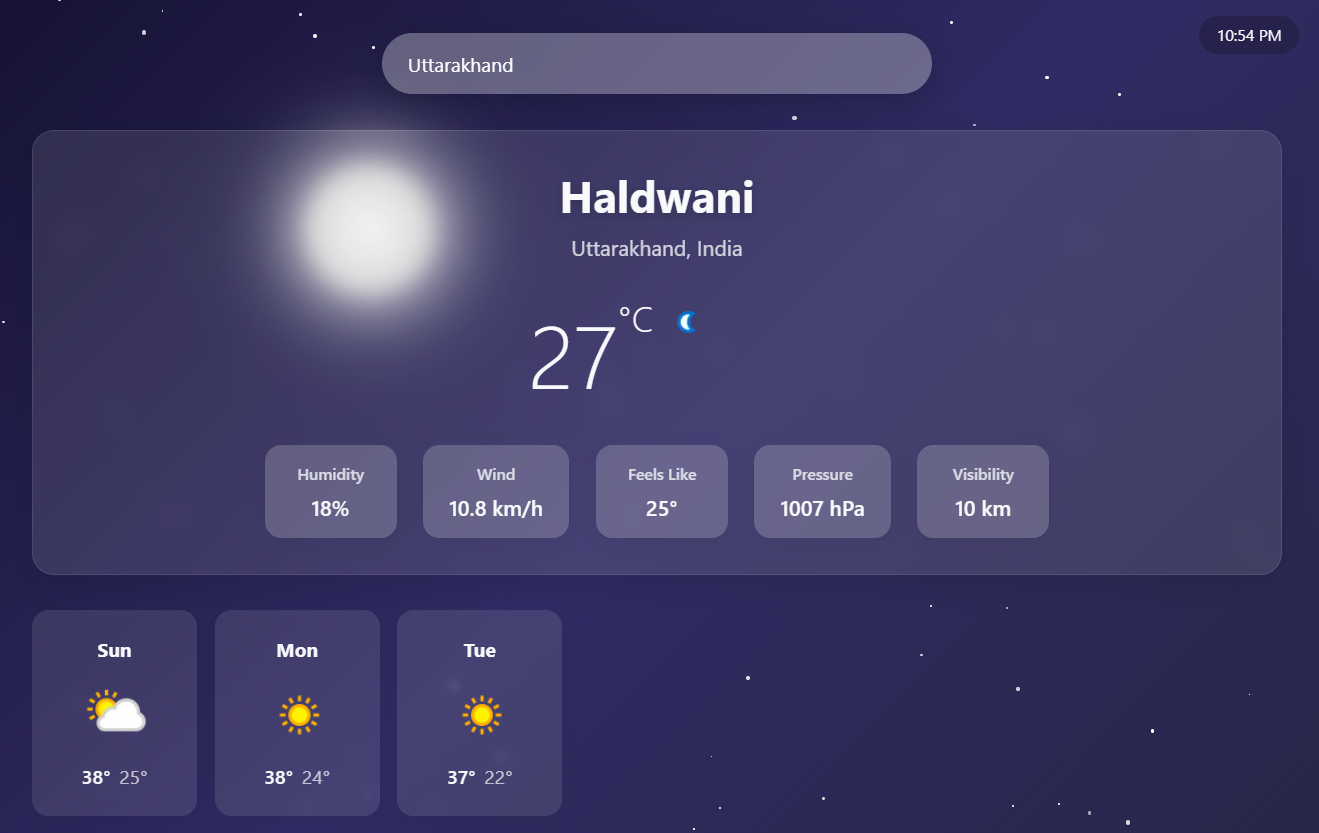 10:54 PM
Uttarakhand
Haldwani
Uttarakhand, India
27°C
Humidity
18%
Wind
10.8 km/h
Feels Like
25°
Pressure
1007 hPa
Visibility
10 km
Sun
38° 25°
Mon
38° 24°
Tue
37° 22°